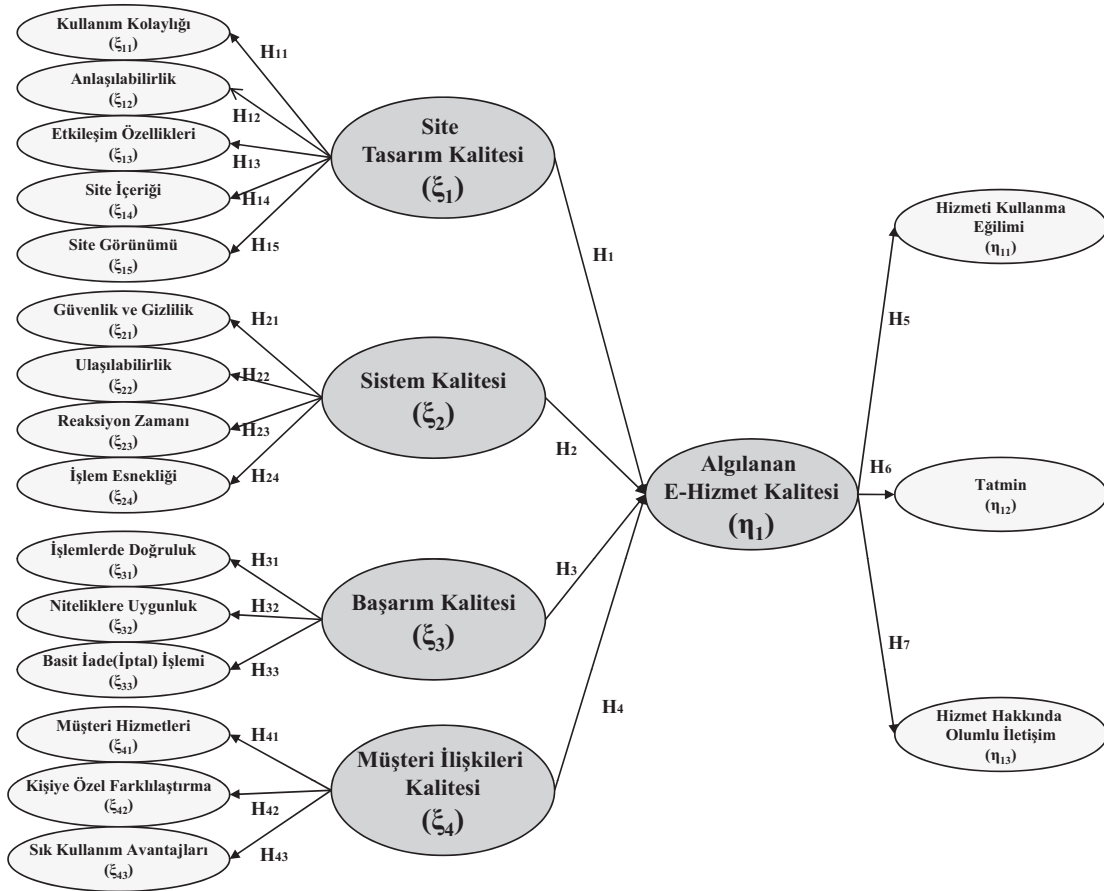 Kullanım Kolaylığı
(ξ11)
Anlaşılabilirlik
(ξ12)
Etkileşim Özellikleri
(ξ13)
Site İçeriği
(ξ14)
Site Görünümü
(ξ15)
H11
H12
H13
H14
H15
Site
Tasarım Kalitesi
(ξ1)
Güvenlik ve Gizlilik
(ξ21)
Ulaşılabilirlik
(ξ22)
Reaksiyon Zamanı
(ξ23)
İşlem Esnekliği
(ξ24)
H21
H22
H23
H24
Sistem Kalitesi
(ξ2)
İşlemlerde Doğruluk
(ξ31)
Niteliklere Uygunluk
(ξ32)
Basit İade(İptal) İşlemi
(ξ33)
H31
H32
H33
Başarım Kalitesi
(ξ3)
Müşteri Hizmetleri
(ξ41)
Kişiye Özel Farklılaştırma
(ξ42)
Sık Kullanım Avantajları
(ξ43)
H41
H42
H43
Müşteri İlişkileri
Kalitesi
(ξ4)
H1
H2
H3
H4
Algılanan
E-Hizmet Kalitesi
(η1)
H5
H6
H7
Hizmeti Kullanma
Eğilimi
(η11)
Tatmin
(η12)
Hizmet Hakkında
Olumlu İletişim
(η13)